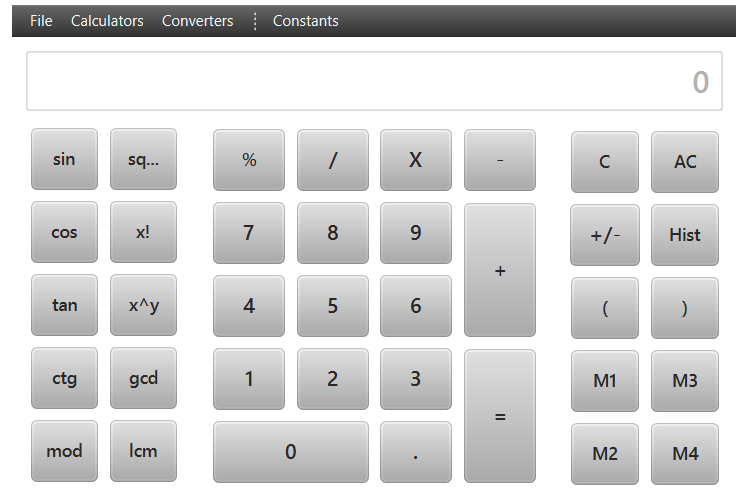 File Calculators Converters Constants
0
sin sq... % / X - C AC
cos x! 7 8 9 + +/- Hist
tan x^y 4 5 6 ( )
ctg gcd 1 2 3 = M1 M3
mod lcm 0 . M2 M4